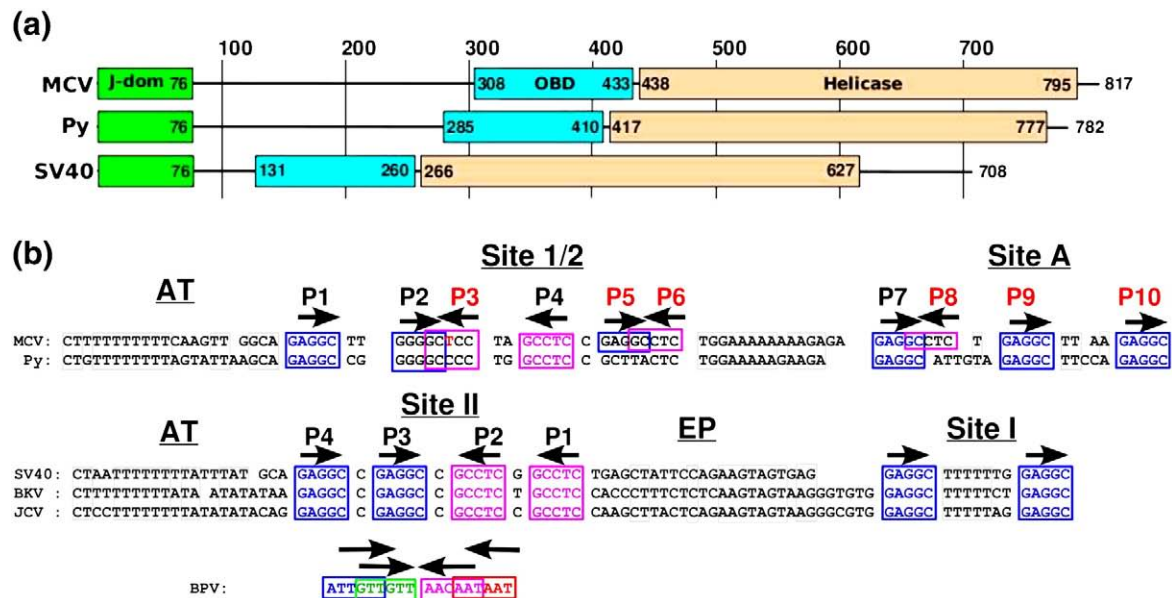 (a)
100 200 300 400 500 600 700
MCV J-dom 76 308 OBD 433 438 Helicase 795 817
Py 76 285 410 417 777 782
SV40 76 131 260 266 627 708
(b)
Site 1/2 Site A
AT P1 P2 P3 P4 P5 P6 P7 P8 P9 P10
MCV: CTTTTTTTTTTCAAGTT GGCA GAGGC TT GGGGCTCC TA GCCTC C GAGGCCTC TGGAAAAAAAAGAGA GAGGCCTC T GAGGC TT AA GAGGC
Py: CTGTTTTTTTTAGTATTAAGCA GAGGC CG GGGGCCCC TG GCCTC CGCTTACTCA TGGAAAAAGAAGA GAGGC ATTGTA GAGGC TTCCA GAGGC
Site II
AT P4 P3 P2 P1 EP Site I
SV40: CTAATTTTTTTTATTTAT GCA GAGGC C GAGGC C GCCTC C GCCTC TGAGCTATTCCAGAAGTAGTGAG GAGGC TTTTTTG GAGGC
BKV : CTTTTTTTTTATA ATATATAA GAGGC C GAGGC C GCCTC T GCCTC CACCCTTTCTCTCAAGTAGTAAGGGTGTG GAGGC TTTTTCT GAGGC
JCV : CTCCTTTTTTTATATATACAG GAGGC C GAGGC C GCCTC C GCCTC CAAGCTTACTCAGAAGTAGTAAGGGCGTG GAGGC TTTTTAG GAGGC
BPV: ATTGTTGTT AACAATAAT